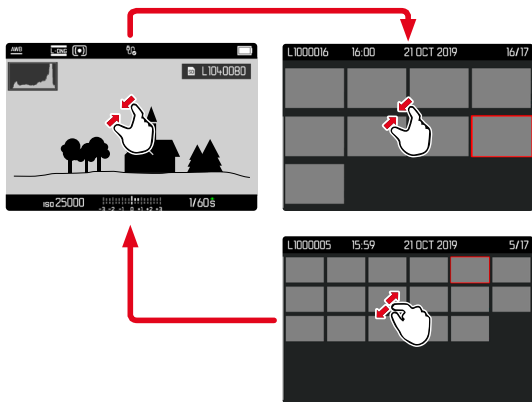 AWB L-DNG
L1040080
ISO 25000 -3 -2 -1 0 +1 +2 +3 1/60s
L1000016 16:00 21 OCT 2019 16/17
L1000005 15:59 21 OCT 2019 5/17